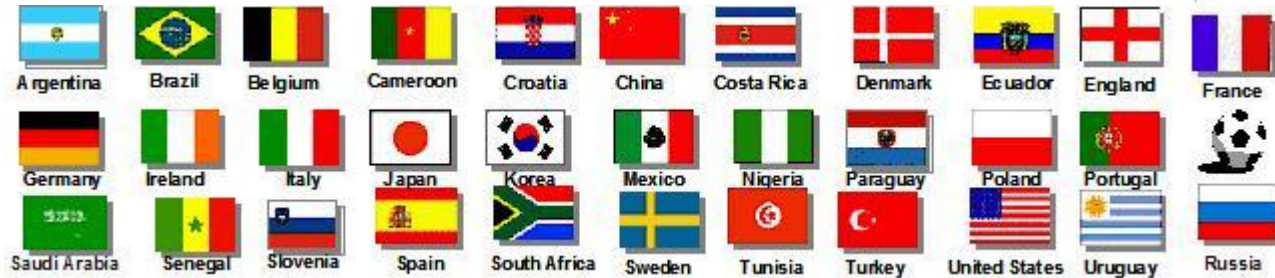 Argentina Brazil Belgium Cameroon Croatia China Costa Rica Denmark Ecuador England France
Germany Ireland Italy Japan Korea Mexico Nigeria Paraguay Poland Portugal
Saudi Arabia Senegal Slovenia Spain South Africa Sweden Tunisia Turkey United States Uruguay Russia